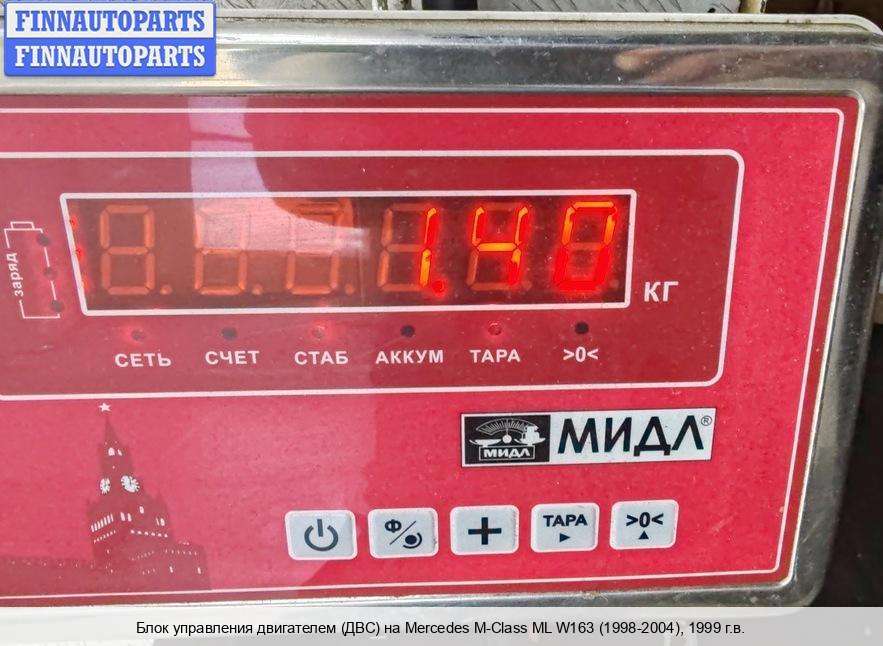 FINNAUTOPARTS
FINNAUTOPARTS
заряд
1.40
КГ
СЕТЬ СЧЕТ СТАБ АККУМ ТАРА >0<
МИДЛ МИДЛ®
Ф ТАРА >0<
Блок управления двигателем (ДВС) на Mercedes M-Class ML W163 (1998-2004), 1999 г.в.